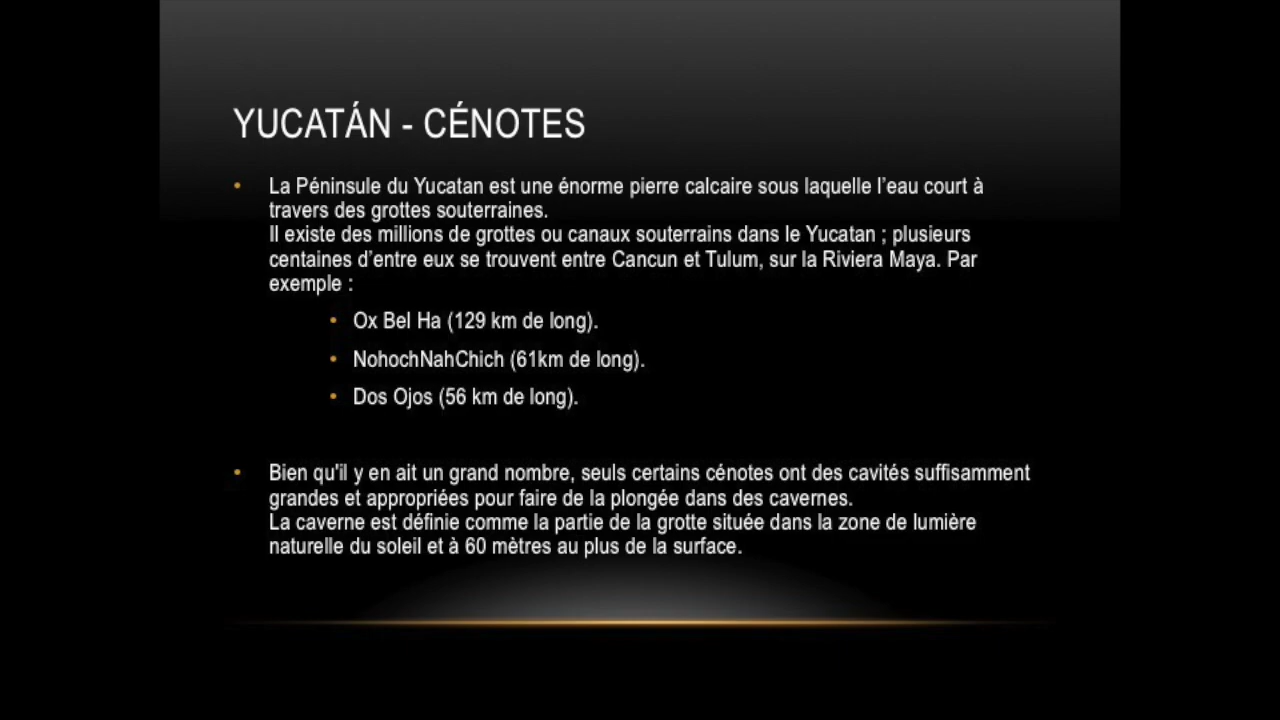 YUCATÁN - CÉNOTES
• La Péninsule du Yucatan est une énorme pierre calcaire sous laquelle l’eau court à
travers des grottes souterraines.
Il existe des millions de grottes ou canaux souterrains dans le Yucatan ; plusieurs
centaines d’entre eux se trouvent entre Cancun et Tulum, sur la Riviera Maya. Par
exemple :
• Ox Bel Ha (129 km de long).
• NohochNahChich (61km de long).
• Dos Ojos (56 km de long).
• Bien qu'il y en ait un grand nombre, seuls certains cénotes ont des cavités suffisamment
grandes et appropriées pour faire de la plongée dans des cavernes.
La caverne est définie comme la partie de la grotte située dans la zone de lumière
naturelle du soleil et à 60 mètres au plus de la surface.